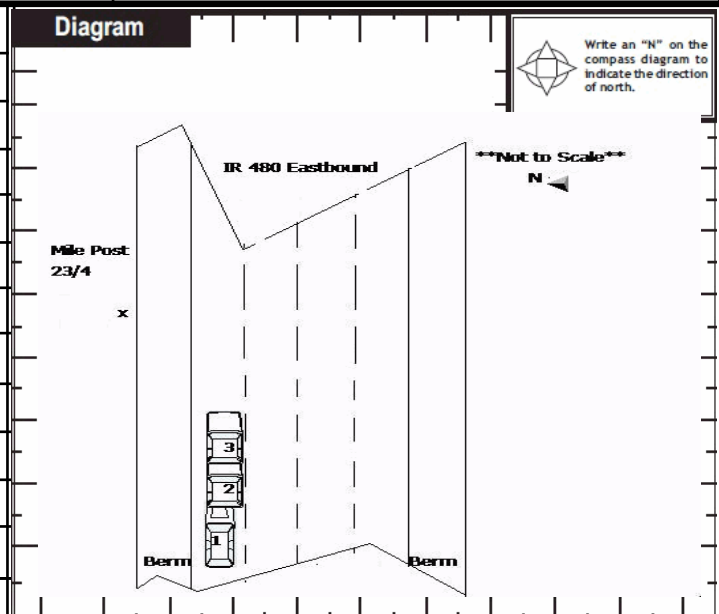 Diagram
Write an “N” on the
compass diagram to
indicate the direction
of north.
IR 480 Eastbound
**Not to Scale**
N
Mile Post
23/4
x
3
2
1
Berm
Berm